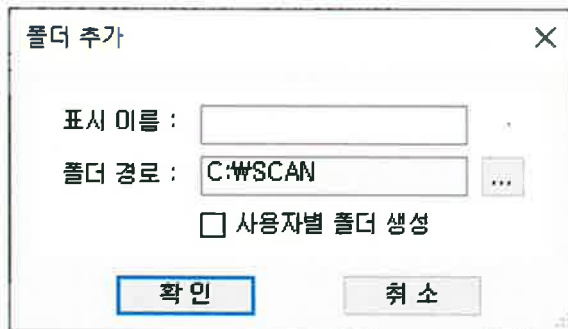 폴더 추가
표시 이름 :
폴더 경로 : C:₩SCAN ...
사용자별 폴더 생성
확 인 취 소